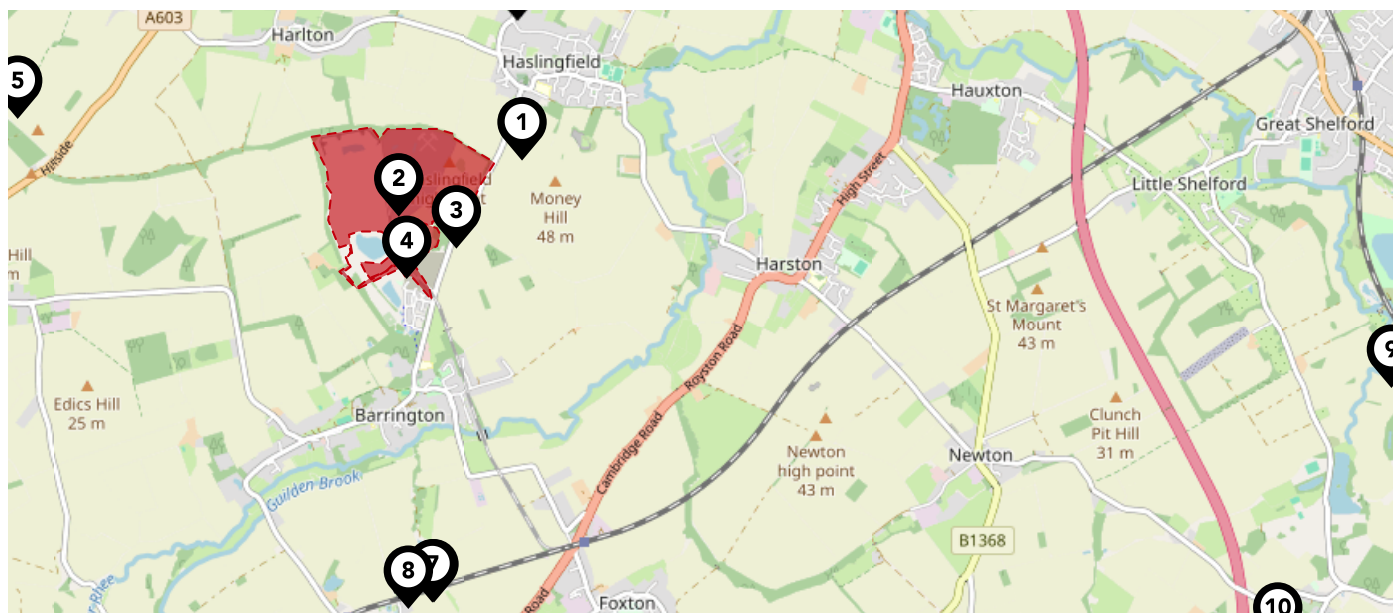 A603
Harlton
Haslingfield
5
1
Hauxton
Great Shelford
Hillside
2
3
Money
Hill
48 m
High Street
Little Shelford
4
Hill
m
Harston
St Margaret's
Mount
43 m
Royston Road
9
Edics Hill
25 m
Barrington
Cambridge Road
Clunch
Pit Hill
31 m
Newton
high point
43 m
Newton
Guilden Brook
B1368
8
7
10
Road
Foxton